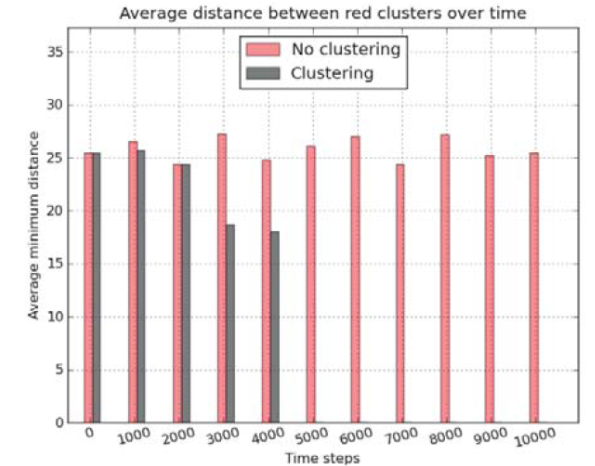 Average distance between red clusters over time
No clustering
Clustering
Average minimum distance
35
30
25
20
15
10
5
0
0 1000 2000 3000 4000 5000 6000 7000 8000 9000 10000
Time steps